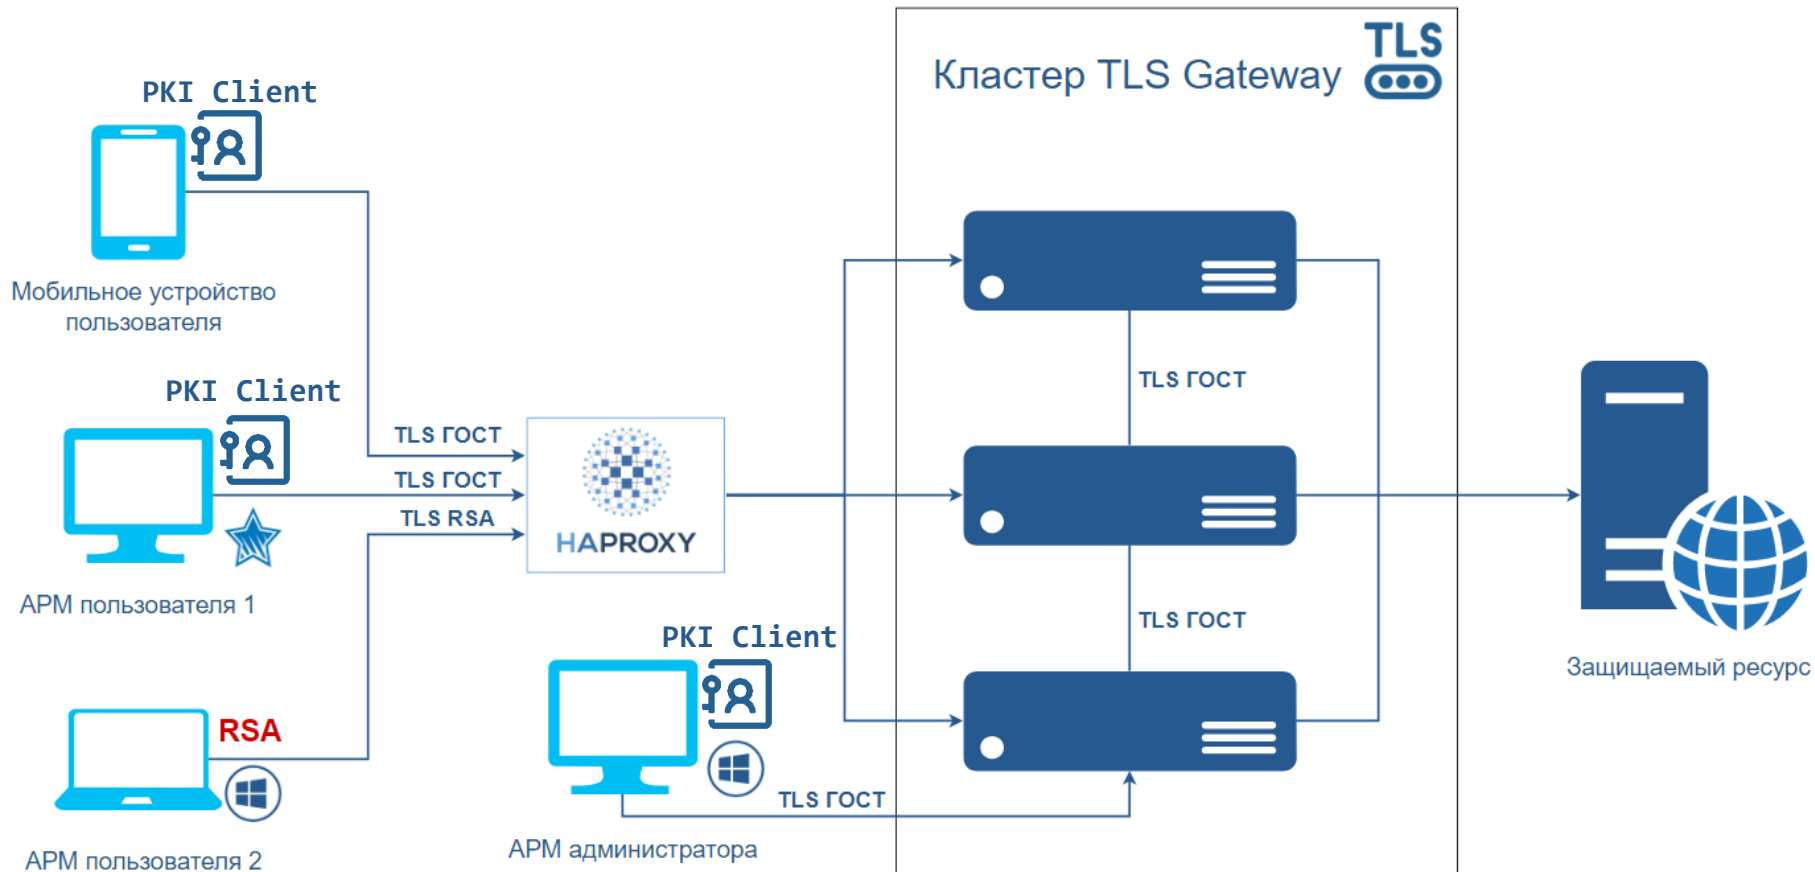 Кластер TLS Gateway
TLS
PKI Client
Мобильное устройство
пользователя
PKI Client
АРМ пользователя 1
RSA
АРМ пользователя 2
TLS ГОСТ
TLS ГОСТ
TLS RSA
HAPROXY
PKI Client
TLS ГОСТ
АРМ администратора
TLS ГОСТ
TLS ГОСТ
Защищаемый ресурс